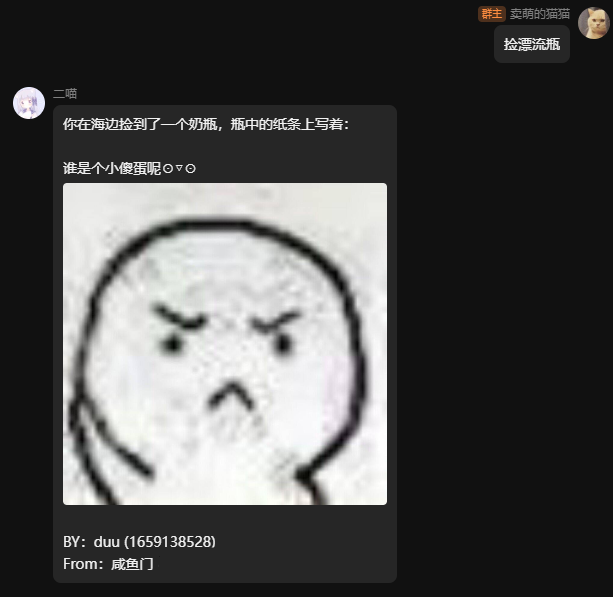 群主 卖萌的猫猫
捡漂流瓶
二喵
你在海边捡到了一个奶瓶，瓶中的纸条上写着：
谁是个小傻蛋呢⊙▽⊙
BY：duu (1659138528)
From：咸鱼门